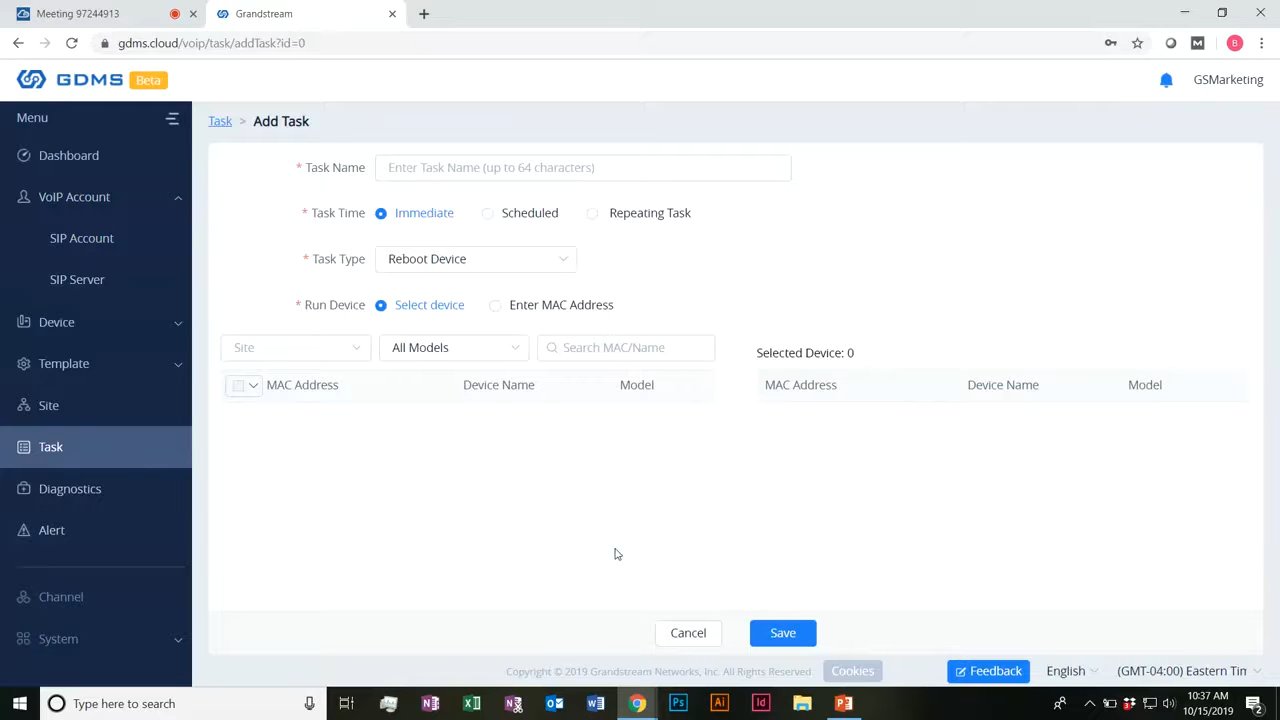 Meeting 97244913
Grandstream
gdms.cloud/voip/task/addTask?id=0
GDMS Beta
GSMarketing
Menu
Task > Add Task
Dashboard
* Task Name Enter Task Name (up to 64 characters)
VoIP Account
* Task Time Immediate Scheduled Repeating Task
SIP Account
* Task Type Reboot Device
SIP Server
* Run Device Select device Enter MAC Address
Device
Site All Models Search MAC/Name Selected Device: 0
Template
MAC Address Device Name Model MAC Address Device Name Model
Site
Task
Diagnostics
Alert
Channel
Cancel Save
System
Copyright © 2019 Grandstream Networks, Inc. All Rights Reserved. Cookies Feedback English (GMT-04:00) Eastern Tim
Type here to search
10:37 AM
10/15/2019